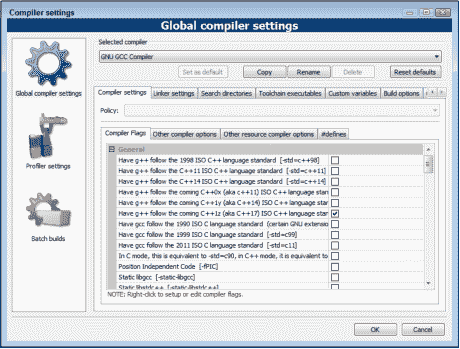 Compiler settings
Global compiler settings
Selected compiler
GNU GCC Compiler
Set as default Copy Rename Delete Reset defaults
Global compiler settings
Profiler settings
Batch builds
Compiler settings Linker settings Search directories Toolchain executables Custom variables Build options
Policy:
Compiler Flags Other compiler options Other resource compiler options #defines
General
Have g++ follow the 1998 ISO C++ language standard [-std=c++98]
Have g++ follow the C++11 ISO C++ language standard [-std=c++11]
Have g++ follow the C++14 ISO C++ language standard [-std=c++14]
Have g++ follow the coming C++0x (aka c++11) ISO C++ language stan
Have g++ follow the coming C++1y (aka C++14) ISO C++ language stan
Have g++ follow the coming C++1z (aka C++17) ISO C++ language stan
Have gcc follow the 1990 ISO C language standard (certain GNU extensio
Have gcc follow the 1999 ISO C language standard [-std=c99]
Have gcc follow the 2011 ISO C language standard [-std=c11]
In C mode, this is equivalent to -std=c90, in C++ mode, it is equivalent to
Position Independent Code [-fPIC]
Static libgcc [-static-libgcc]
Static libstdc++ [-static-libstdc++]
NOTE: Right-click to setup or edit compiler flags.
OK Cancel